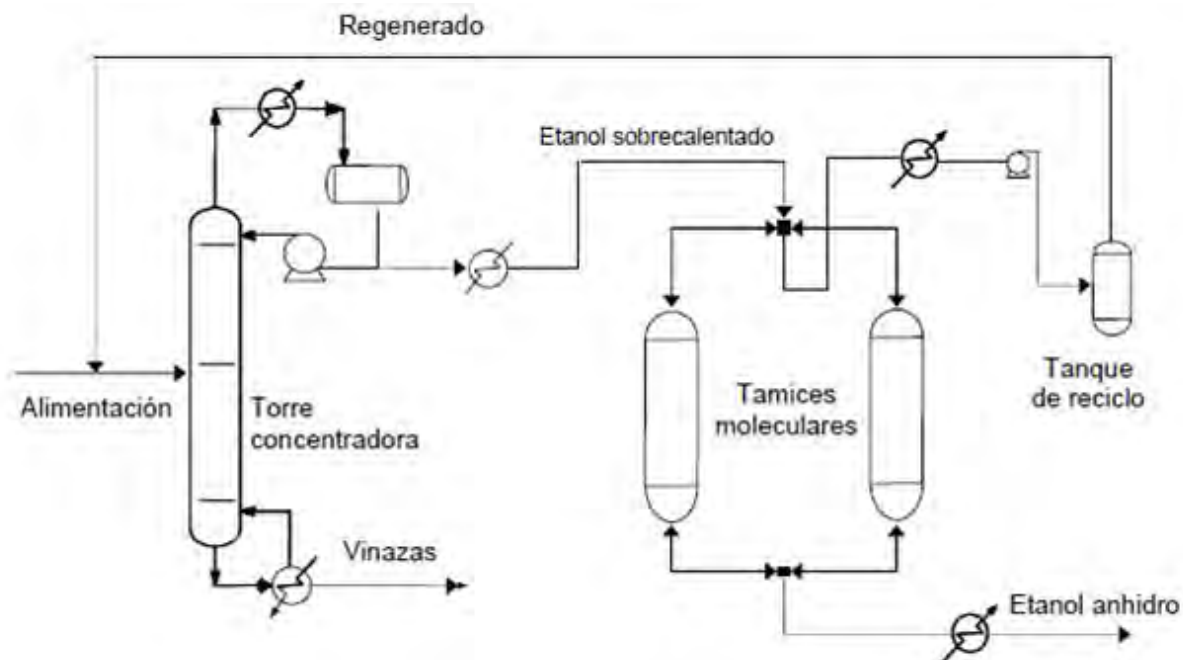 Regenerado
Etanol sobrecalentado
Alimentación
Torre
concentradora
Tamices
moleculares
Tanque
de reciclo
Vinazas
Etanol anhidro